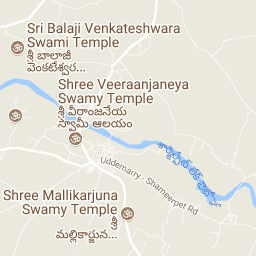 Sri Balaji Venkateshwara
Swami Temple
శ్రీ బాలాజీ
వెంకటేశ్వర...
Shree Veeraanjaneya
Swamy Temple
శ్రీ వీరాంజనేయ
స్వామీ ఆలయం
Uddemarry - Shameerpet Rd
Shree Mallikarjuna
Swamy Temple
శ్రీ
మల్లికార్జున...